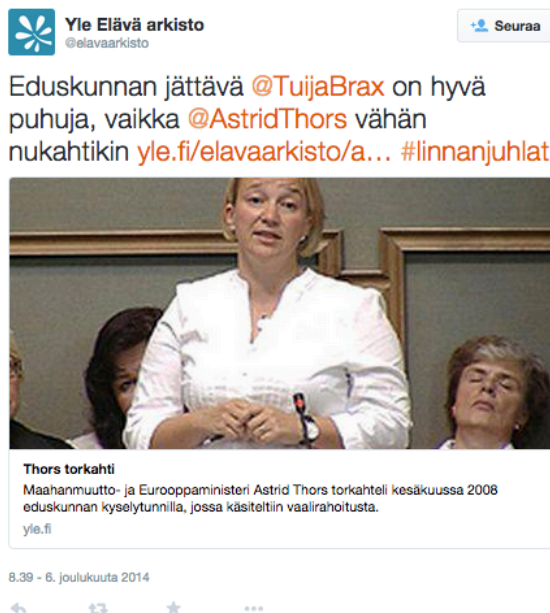 Yle Elävä arkisto
@elavaarkisto
Seuraa
Eduskunnan jättävä @TuijaBrax on hyvä
puhuja, vaikka @AstridThors vähän
nukahtikin yle.fi/elavaarkisto/a... #linnanjuhlat
Thors torkahti
Maahanmuutto- ja Eurooppaministeri Astrid Thors torkahteli kesäkuussa 2008
eduskunnan kyselytunnilla, jossa käsiteltiin vaalirahoitusta.
yle.fi
8.39 - 6. joulukuuta 2014